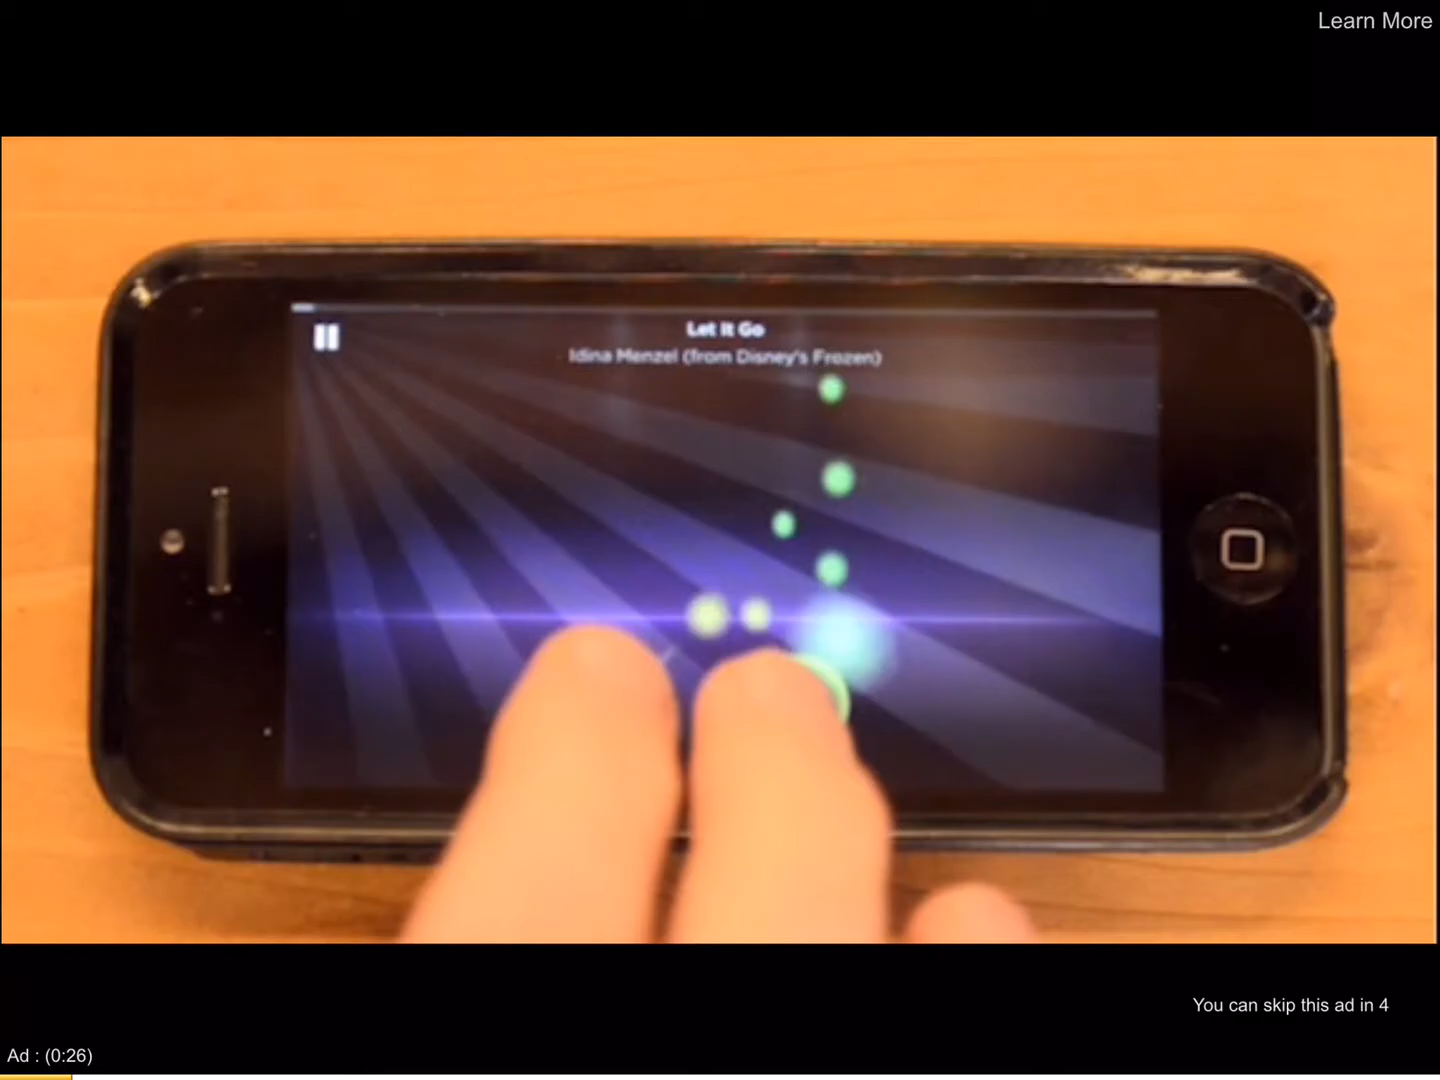 Learn More
Let It Go
Idina Menzel (from Disney's Frozen)
You can skip this ad in 4
Ad : (0:26)